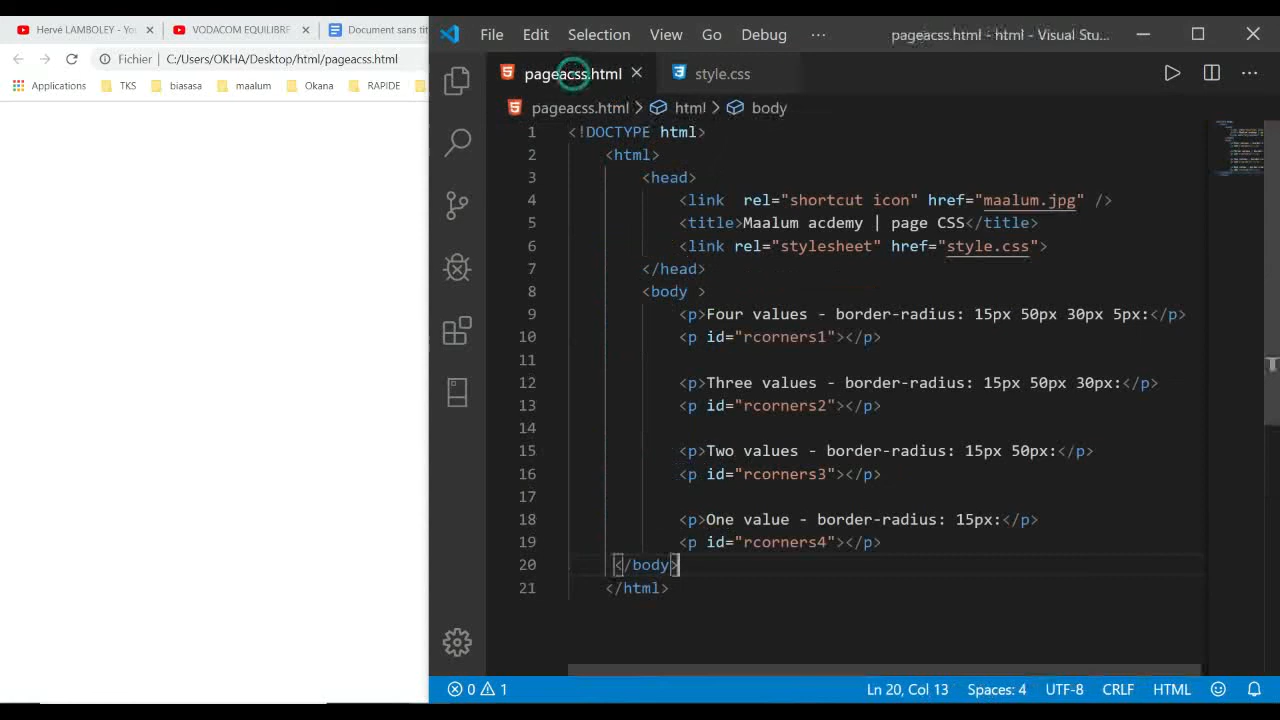 Hervé LAMBOLEY - Yo
VODACOM EQUILIBRE
Document sans tit
Fichier | C:/Users/OKHA/Desktop/html/pageacss.html
Applications TKS biasasa maalum Okana RAPIDE
File Edit Selection View Go Debug ··· pageacss.html - Visual Stu...
pageacss.html style.css
pageacss.html > html > body
1 <!DOCTYPE html>
2 <html>
3 <head>
4 <link  rel="shortcut icon" href="maalum.jpg" />
5 <title>Maalum acdemy | page CSS</title>
6 <link rel="stylesheet" href="style.css">
7 </head>
8 <body >
9 <p>Four values - border-radius: 15px 50px 30px 5px:</p>
10 <p id="rcorners1"></p>
11
12 <p>Three values - border-radius: 15px 50px 30px:</p>
13 <p id="rcorners2"></p>
14
15 <p>Two values - border-radius: 15px 50px:</p>
16 <p id="rcorners3"></p>
17
18 <p>One value - border-radius: 15px:</p>
19 <p id="rcorners4"></p>
20 </body>
21 </html>
0 1 Ln 20, Col 13 Spaces: 4 UTF-8 CRLF HTML